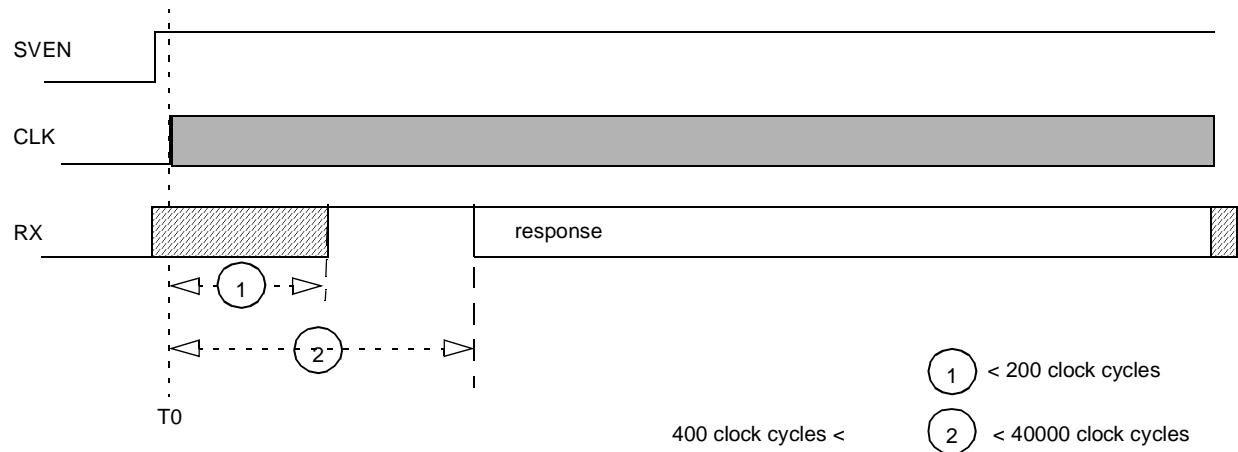 SVEN
CLK
RX
response
1
2
T0
1 < 200 clock cycles
400 clock cycles < 2 < 40000 clock cycles